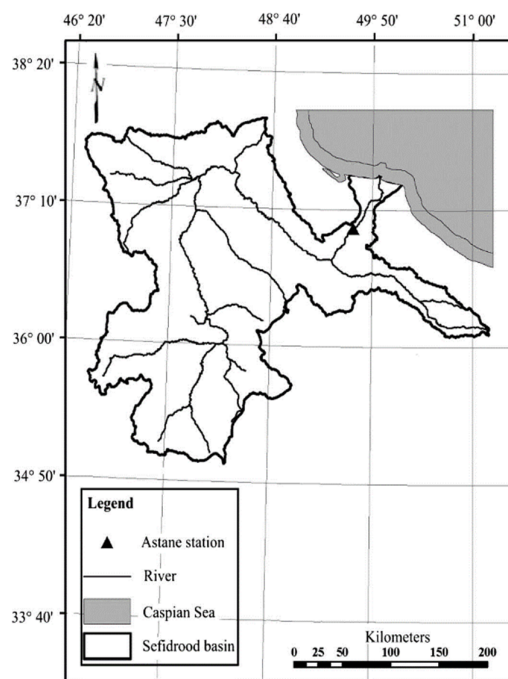 46°20' 47°30' 48°40' 49°50' 51°00'
38°20'
N
37°10'
36°00'
34°50'
33°40'
Legend
Astane station
River
Caspian Sea
Sefidrood basin
Kilometers
0 25 50 100 150 200